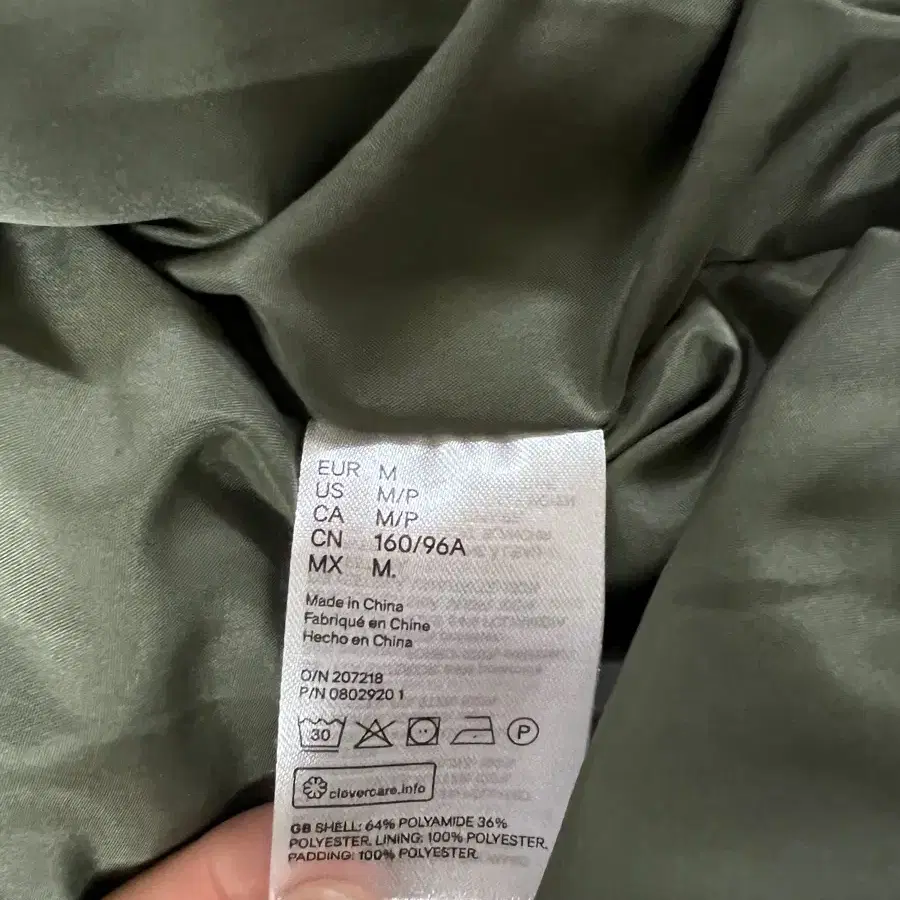 EUR M
US M/P
CA M/P
CN 160/96A
MX M.
Made in China
Fabriqué en Chine
Hecho en China
O/N 207218
P/N 0802920 1
30
P
clevercare.info
GB SHELL: 64% POLYAMIDE 36%
POLYESTER. LINING: 100% POLYESTER.
PADDING: 100% POLYESTER.